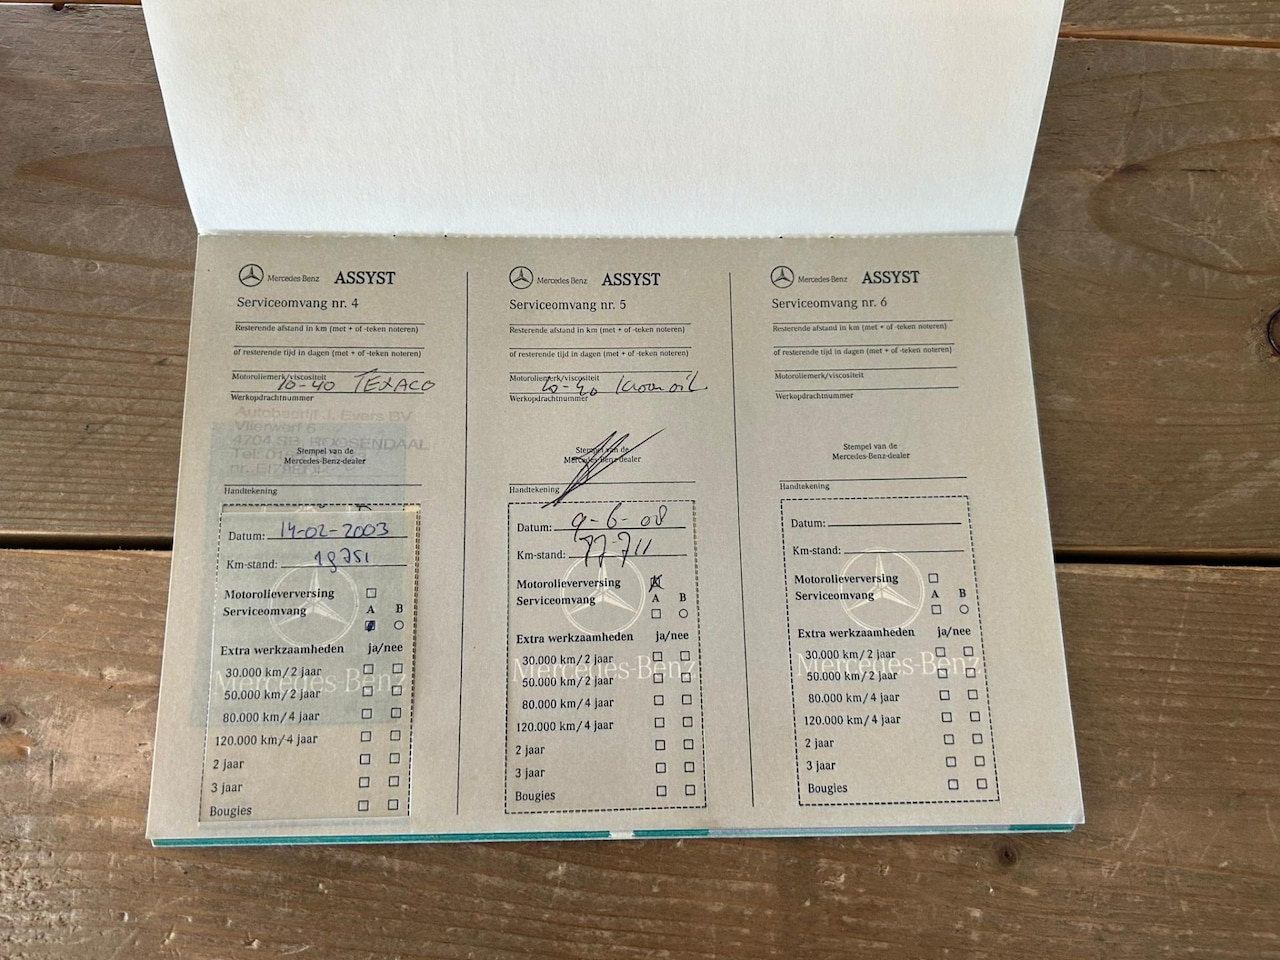 Mercedes-Benz ASSYST
Serviceomvang nr. 4
Resterende afstand in km (met + of -teken noteren)
of resterende tijd in dagen (met + of -teken noteren)
Motoroliemerk/viscositeit
10-40 TEXACO
Werkopdrachtnummer
Autobedrijf J. Evers BV
Vlierwerf 6
4704 SB ROOSENDAAL
Stempel van de
Mercedes-Benz-dealer
Handtekening
Datum: 14-02-2003
Km-stand: 18751
Motorolieverversing
Serviceomvang A B
Extra werkzaamheden ja/nee
30.000 km/2 jaar
Mercedes-Benz
50.000 km/2 jaar
80.000 km/4 jaar
120.000 km/4 jaar
2 jaar
3 jaar
Bougies
Mercedes-Benz ASSYST
Serviceomvang nr. 5
Resterende afstand in km (met + of -teken noteren)
of resterende tijd in dagen (met + of -teken noteren)
Motoroliemerk/viscositeit
10-40 Kroon oil
Werkopdrachtnummer
Stempel van de
Mercedes-Benz-dealer
Handtekening
Datum: 9-6-08
Km-stand: 77-711
Motorolieverversing
Serviceomvang A B
Extra werkzaamheden ja/nee
30.000 km/2 jaar
Mercedes-Benz
50.000 km/2 jaar
80.000 km/4 jaar
120.000 km/4 jaar
2 jaar
3 jaar
Bougies
Mercedes-Benz ASSYST
Serviceomvang nr. 6
Resterende afstand in km (met + of -teken noteren)
of resterende tijd in dagen (met + of -teken noteren)
Motoroliemerk/viscositeit
Werkopdrachtnummer
Stempel van de
Mercedes-Benz-dealer
Handtekening
Datum:
Km-stand:
Motorolieverversing
Serviceomvang A B
Extra werkzaamheden ja/nee
30.000 km/2 jaar
Mercedes-Benz
50.000 km/2 jaar
80.000 km/4 jaar
120.000 km/4 jaar
2 jaar
3 jaar
Bougies